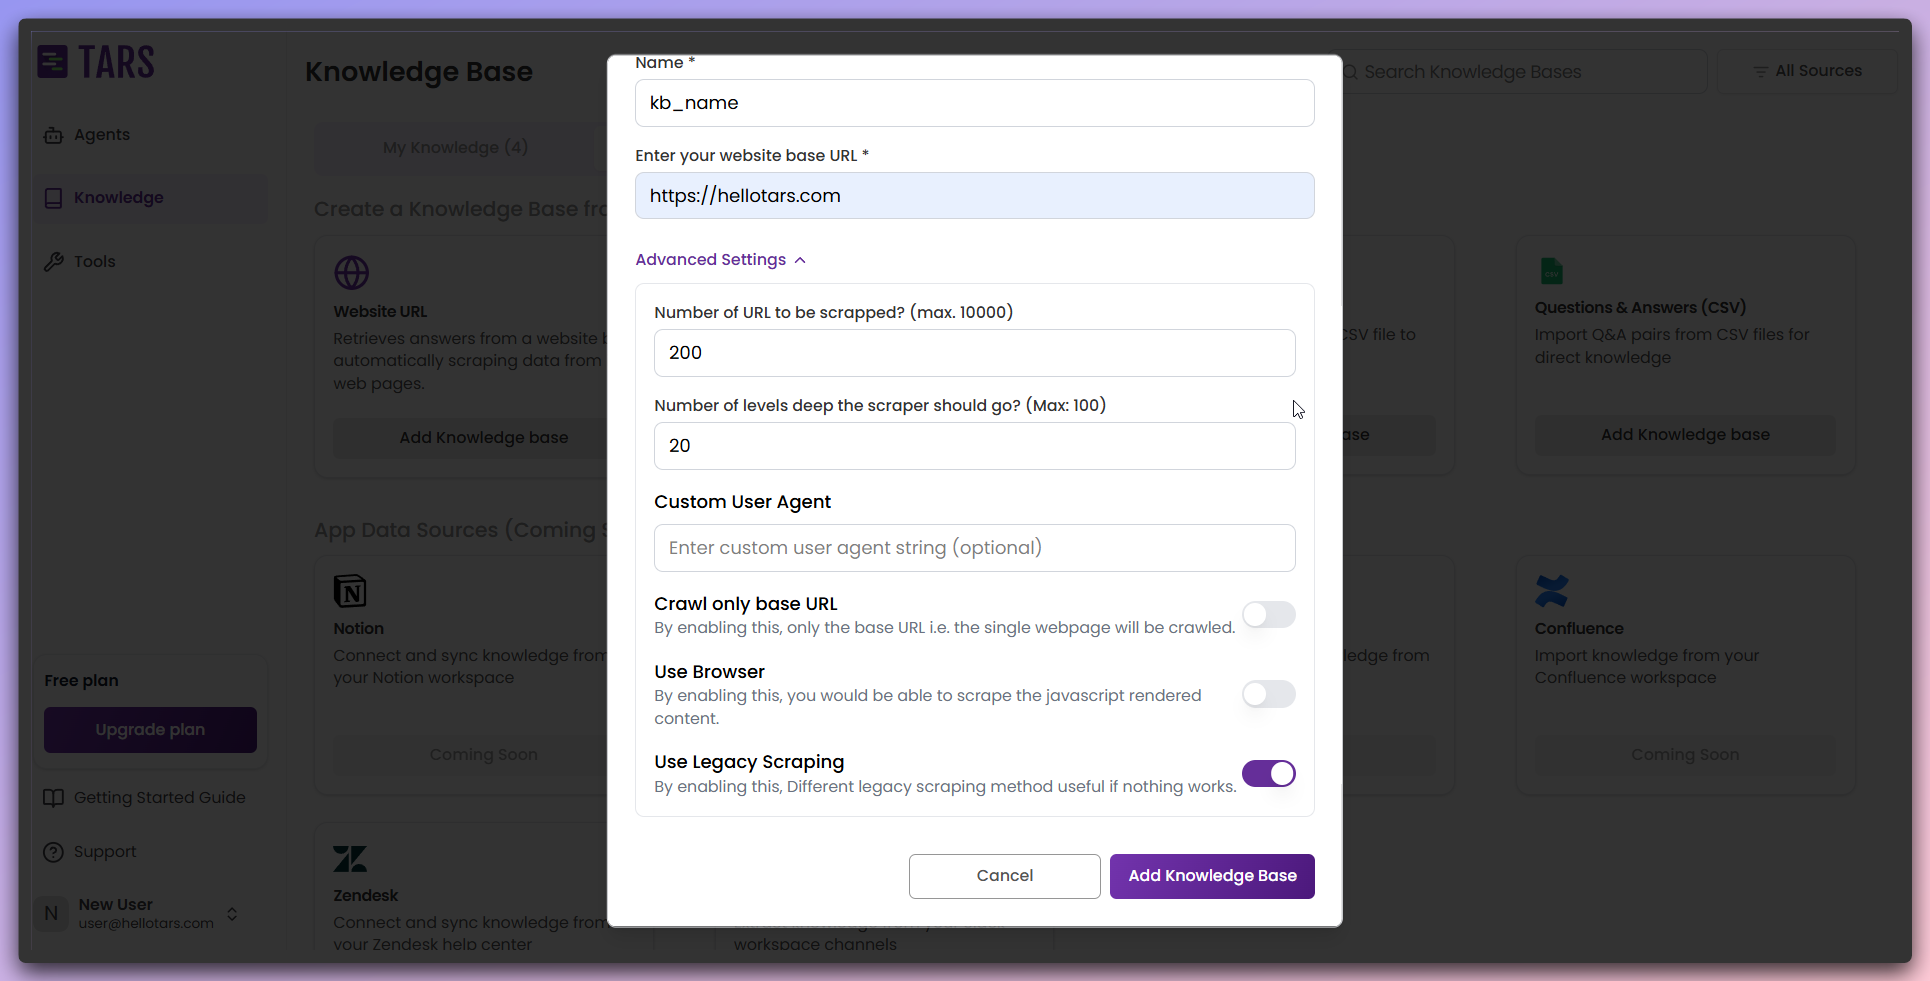 TARS
Agents
Knowledge
Tools
Free plan
Upgrade plan
Getting Started Guide
Support
N
New User
user@hellotars.com
Knowledge Base
Search Knowledge Bases
All Sources
My Knowledge (4)
Create a Knowledge Base
Website URL
Retrieves answers from a website
automatically scraping data from
web pages.
Add Knowledge base
CSV file to
CSV
Questions & Answers (CSV)
Import Q&A pairs from CSV files for
direct knowledge
Add Knowledge base
App Data Sources (Coming
N
Notion
Connect and sync knowledge from
your Notion workspace
Coming Soon
Confluence
Import knowledge from your
Confluence workspace
Coming Soon
Zendesk
Connect and sync knowledge from
your Zendesk help center
workspace channels
Name *
kb_name
Enter your website base URL *
https://hellotars.com
Advanced Settings
Number of URL to be scrapped? (max. 10000)
200
Number of levels deep the scraper should go? (Max: 100)
20
Custom User Agent
Enter custom user agent string (optional)
Crawl only base URL
By enabling this, only the base URL i.e. the single webpage will be crawled.
Use Browser
By enabling this, you would be able to scrape the javascript rendered
content.
Use Legacy Scraping
By enabling this, Different legacy scraping method useful if nothing works.
Cancel
Add Knowledge Base